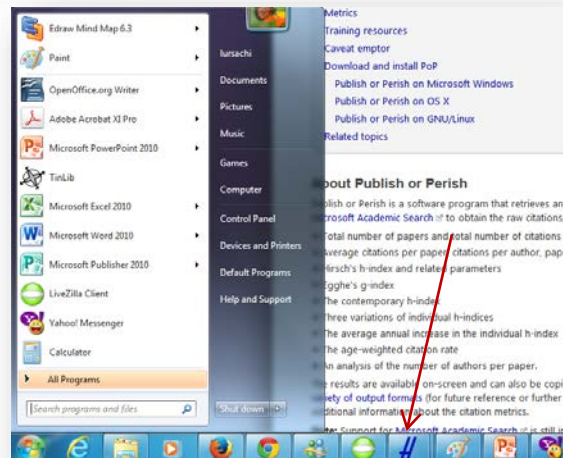 Edraw Mind Map 6.3
Paint
OpenOffice.org Writer
Adobe Acrobat XI Pro
Microsoft PowerPoint 2010
TinLib
Microsoft Excel 2010
Microsoft Word 2010
Microsoft Publisher 2010
LiveZilla Client
Yahoo! Messenger
Calculator
All Programs
Search programs and files
lursachi
Documents
Pictures
Music
Games
Computer
Control Panel
Devices and Printers
Default Programs
Help and Support
Shut down
Metrics
Training resources
Caveat emptor
Download and install PoP
Publish or Perish on Microsoft Windows
Publish or Perish on OS X
Publish or Perish on GNU/Linux
Related topics
bout Publish or Perish
blish or Perish is a software program that retrieves an
crosoft Academic Search to obtain the raw citations,
Total number of papers and total number of citations
Average citations per paper, citations per author, pap
Hirsch's h-index and related parameters
Egghe's g-index
The contemporary h-index
Three variations of individual h-indices
The average annual increase in the individual h-index
The age-weighted citation rate
An analysis of the number of authors per paper.
e results are available on-screen and can also be copi
iety of output formats (for future reference or further
ditional information about the citation metrics.
te: Support for Microsoft Academic Search is still i